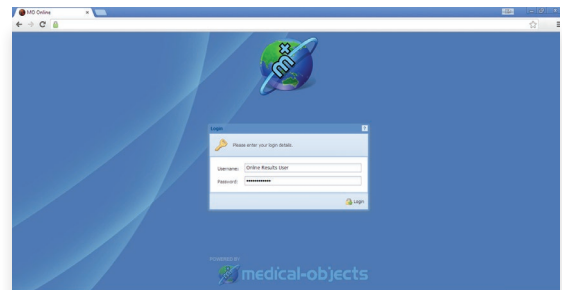 MO Online
m+
Login
?
Please enter your login details.
Username: Online Results User
Password: ••••••••••••
Login
POWERED BY
medical-objects